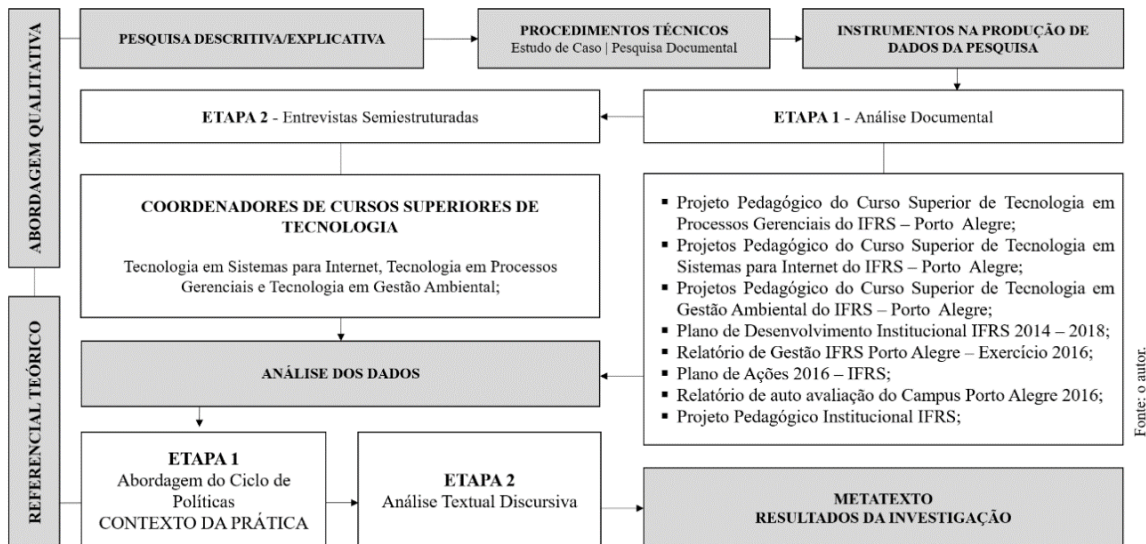 ABORDAGEM QUALITATIVA
PESQUISA DESCRITIVA/EXPLICATIVA
PROCEDIMENTOS TÉCNICOS
Estudo de Caso | Pesquisa Documental
INSTRUMENTOS NA PRODUÇÃO DE
DADOS DA PESQUISA
ETAPA 1 - Análise Documental
ETAPA 2 - Entrevistas Semiestruturadas
COORDENADORES DE CURSOS SUPERIORES DE
TECNOLOGIA
Tecnologia em Sistemas para Internet, Tecnologia em Processos
Gerenciais e Tecnologia em Gestão Ambiental;
▪ Projeto Pedagógico do Curso Superior de Tecnologia em
Processos Gerenciais do IFRS – Porto Alegre;
▪ Projetos Pedagógico do Curso Superior de Tecnologia em
Sistemas para Internet do IFRS – Porto Alegre;
▪ Projetos Pedagógico do Curso Superior de Tecnologia em
Gestão Ambiental do IFRS – Porto Alegre;
▪ Plano de Desenvolvimento Institucional IFRS 2014 – 2018;
▪ Relatório de Gestão IFRS Porto Alegre – Exercício 2016;
▪ Plano de Ações 2016 – IFRS;
▪ Relatório de auto avaliação do Campus Porto Alegre 2016;
▪ Projeto Pedagógico Institucional IFRS;
REFERENCIAL TEÓRICO
ANÁLISE DOS DADOS
ETAPA 1
Abordagem do Ciclo de
Políticas
CONTEXTO DA PRÁTICA
ETAPA 2
Análise Textual Discursiva
METATEXTO
RESULTADOS DA INVESTIGAÇÃO
Fonte: o autor.